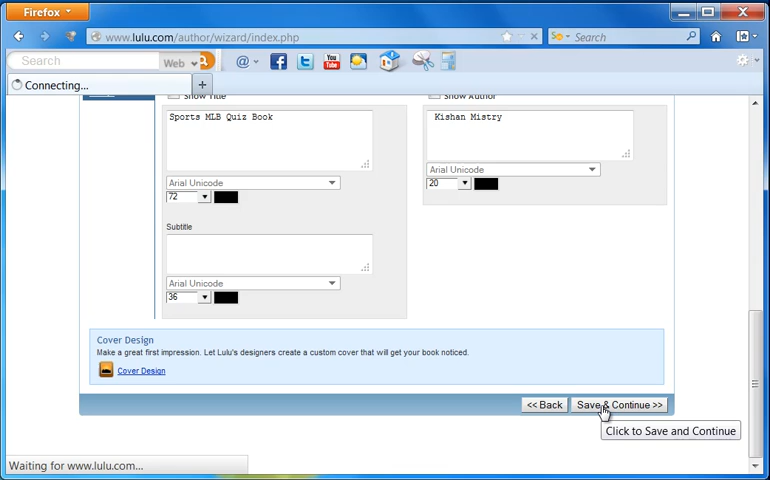 Firefox
www.lulu.com/author/wizard/index.php
Search
Search
Web
Connecting...
Show Title
Show Author
Sports MLB Quiz Book
Kishan Mistry
Arial Unicode
Arial Unicode
72
20
Subtitle
Arial Unicode
36
Cover Design
Make a great first impression. Let Lulu's designers create a custom cover that will get your book noticed.
Cover Design
<< Back
Save & Continue >>
Click to Save and Continue
Waiting for www.lulu.com...